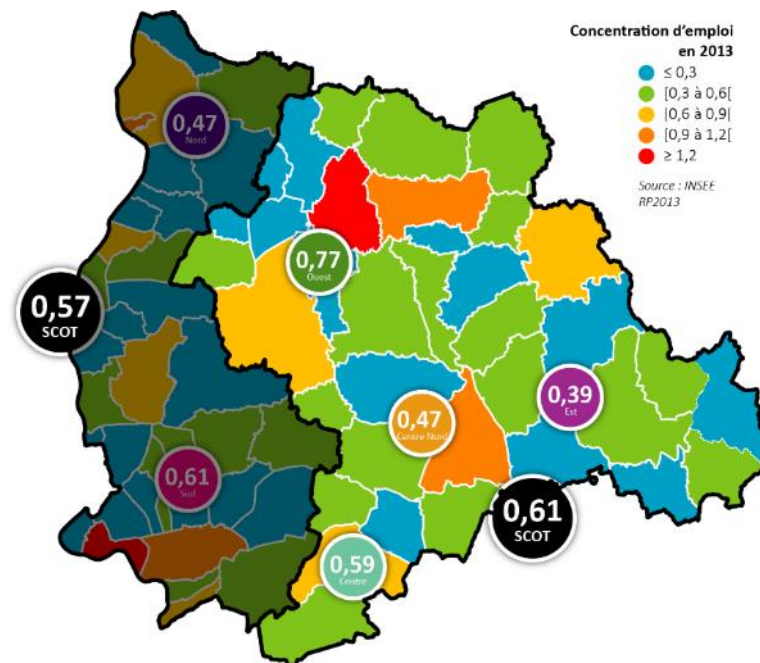 Concentration d'emploi
en 2013
≤ 0,3
[0,3 à 0,6[
[0,6 à 0,9[
[0,9 à 1,2[
≥ 1,2
Source : INSEE
RP2013
0,47
Nord
0,77
Ouest
0,57
SCOT
0,39
Est
0,47
Centre Nord
0,61
Sud
0,61
SCOT
0,59
Centre